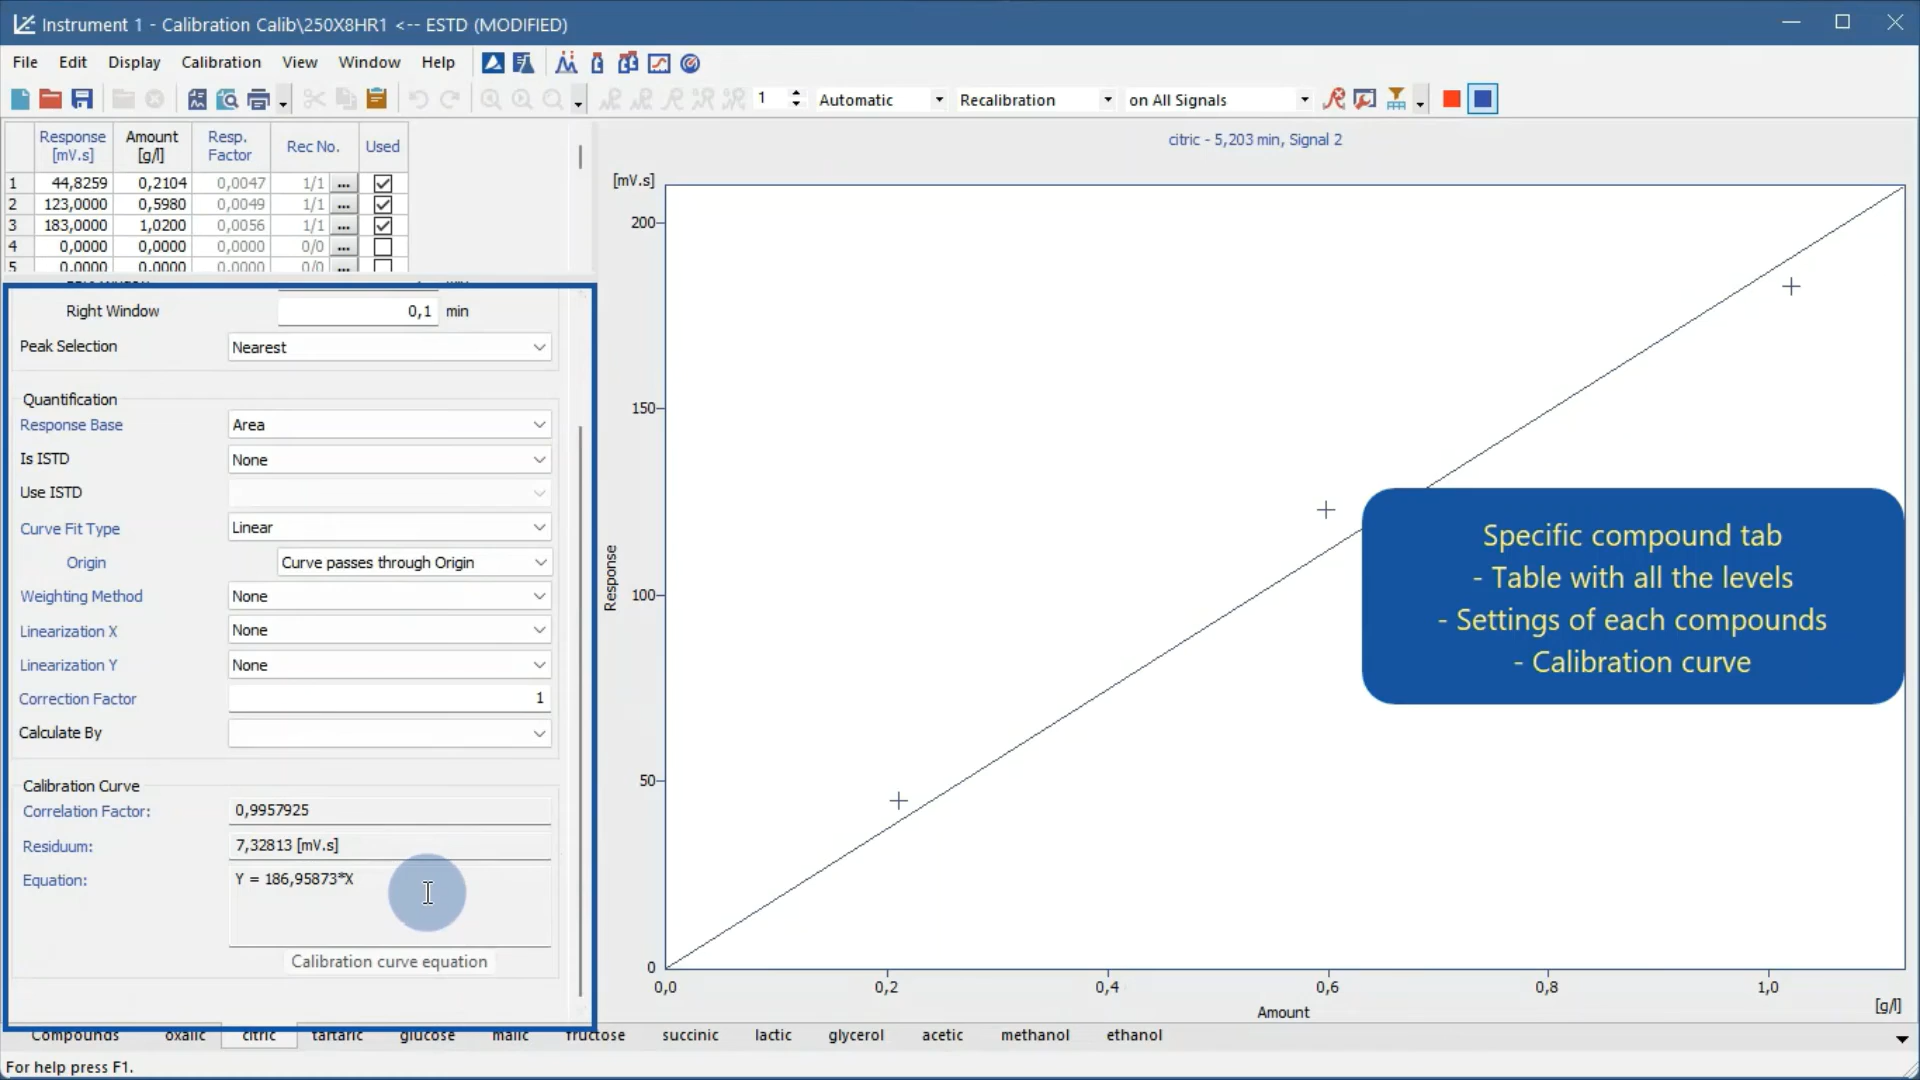 Instrument 1 - Calibration Calib\250X8HR1 <-- ESTD (MODIFIED)
File Edit Display Calibration View Window Help
1 Automatic Recalibration on All Signals
Response [mV.s] Amount [g/l] Resp. Factor Rec No. Used
1 44,8259 0,2104 0,0047 1/1 ...
2 123,0000 0,5980 0,0049 1/1 ...
3 183,0000 1,0200 0,0056 1/1 ...
4 0,0000 0,0000 0,0000 0/0 ...
5 0,0000 0,0000 0,0000 0/0 ...
Right Window 0,1 min
Peak Selection Nearest
Quantification
Response Base Area
Is ISTD None
Use ISTD
Curve Fit Type Linear
Origin Curve passes through Origin
Weighting Method None
Linearization X None
Linearization Y None
Correction Factor 1
Calculate By
Calibration Curve
Correlation Factor: 0,9957925
Residuum: 7,32813 [mV.s]
Equation: Y = 186,95873*X
Calibration curve equation
citric - 5,203 min, Signal 2
[mV.s]
200
150
100
50
0
Response
0,0 0,2 0,4 0,6 0,8 1,0
Amount
[g/l]
Specific compound tab
- Table with all the levels
- Settings of each compounds
- Calibration curve
Compounds oxalic citric tartaric glucose malic fructose succinic lactic glycerol acetic methanol ethanol
For help press F1.